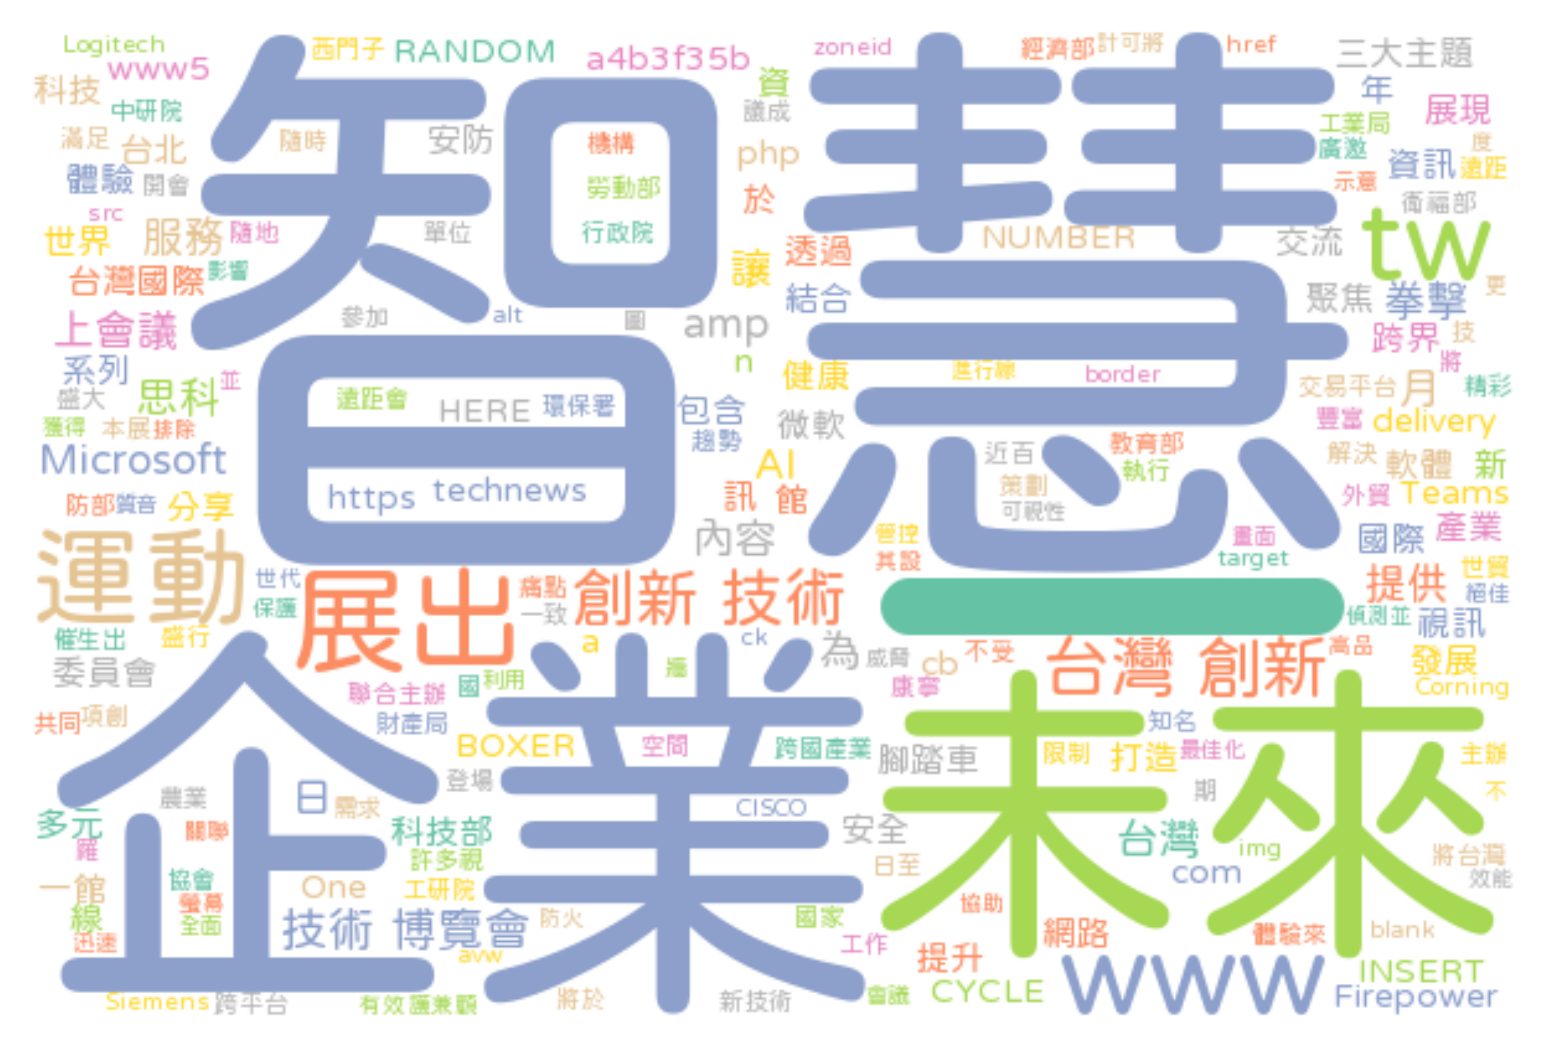 Logitech
西門子
RANDOM
a4b3f35b
zoneid
經濟部
計可將
href
三大主題
科技
www5
資
年
展現
中研院
議成
工業局
滿足
台北
隨時
安防
機構
php
廣邀
度
體驗
開會
勞動部
於
資訊
遠距
示意
src
智慧
衛福部
世界
服務
隨地
單位
行政院
NUMBER
交流
tw
台灣國際
影響
讓
透過
結合
聚焦
拳擊
更
上會議
參加
alt
圖
amp
跨界
技
系列
並
n
健康
進行線
border
將
盛大
思科
遠距會
HERE
環保署
包含
交易平台
月
精彩
獲得
本展
排除
趨勢
微軟
豐富
delivery
Microsoft
AI
近百
教育部
解決
軟體
新
https
technews
訊
館
策劃
執行
外貿
Teams
防部
質音
分享
可視性
內容
管控
畫面
國際
產業
運動
世代
展出
痛點
創新 技術
其設
target
提供
世貿
保護
一致
一
偵測並
視訊
絕佳
催生出
盛行
a
ck
為
威脅
cb
不受
台灣 創新
高品
發展
委員會
企業
聯合主辦
國
利用
牆
康寧
未來
Corning
共同
項創
財產局
BOXER
空間
跨國產業
腳踏車
知名
限制
打造
最佳化
主辦
農業
日
需求
登場
CISCO
期
不
多元
關聯
科技部
安全
台灣
img
羅
許多視
日至
com
將台灣
一館
協會
One
工研院
效能
線
螢幕
全面
技術 博覽會
防火
國家
協助
迅速
avw
工作
提升
網路
體驗來
blank
Siemens
跨平台
有效匯兼顧
將於
新技術
會議
CYCLE
www
INSERT
Firepower